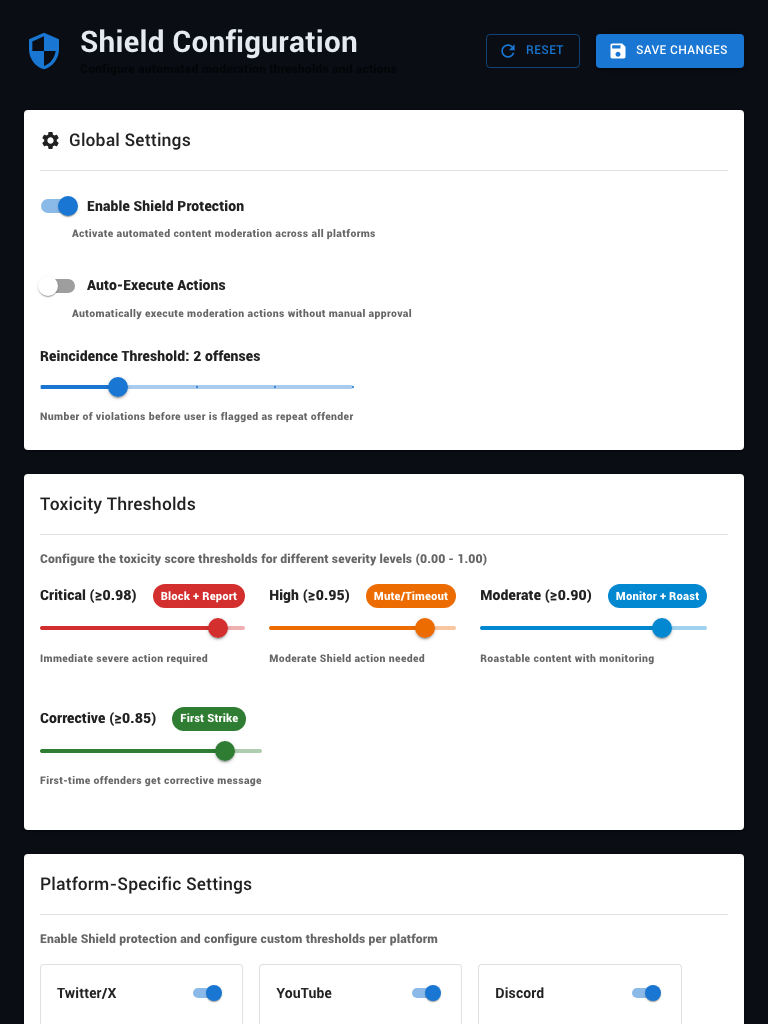 Shield Configuration
Configure automated moderation thresholds and actions
RESET
SAVE CHANGES
Global Settings
Enable Shield Protection
Activate automated content moderation across all platforms
Auto-Execute Actions
Automatically execute moderation actions without manual approval
Reincidence Threshold: 2 offenses
Number of violations before user is flagged as repeat offender
Toxicity Thresholds
Configure the toxicity score thresholds for different severity levels (0.00 - 1.00)
Critical (≥0.98)
Block + Report
Immediate severe action required
High (≥0.95)
Mute/Timeout
Moderate Shield action needed
Moderate (≥0.90)
Monitor + Roast
Roastable content with monitoring
Corrective (≥0.85)
First Strike
First-time offenders get corrective message
Platform-Specific Settings
Enable Shield protection and configure custom thresholds per platform
Twitter/X
YouTube
Discord